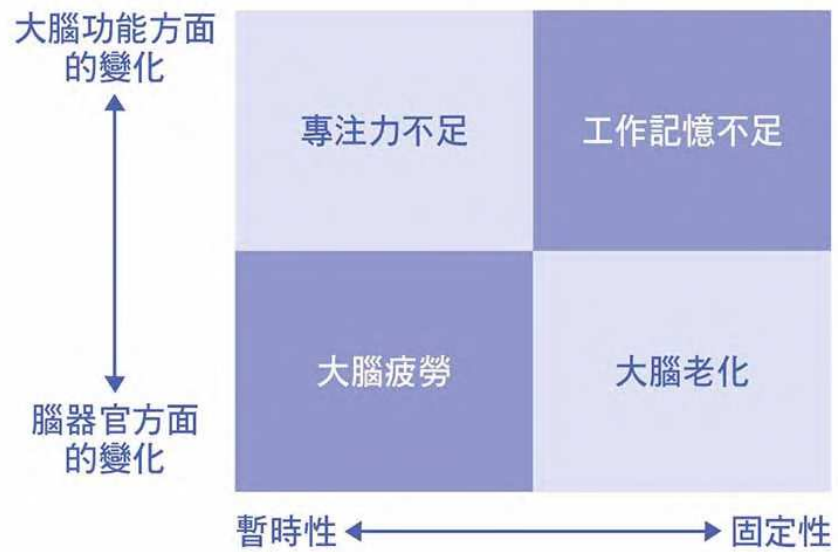 大腦功能方面
的變化
專注力不足
工作記憶不足
大腦疲勞
大腦老化
腦器官方面
的變化
暫時性
固定性